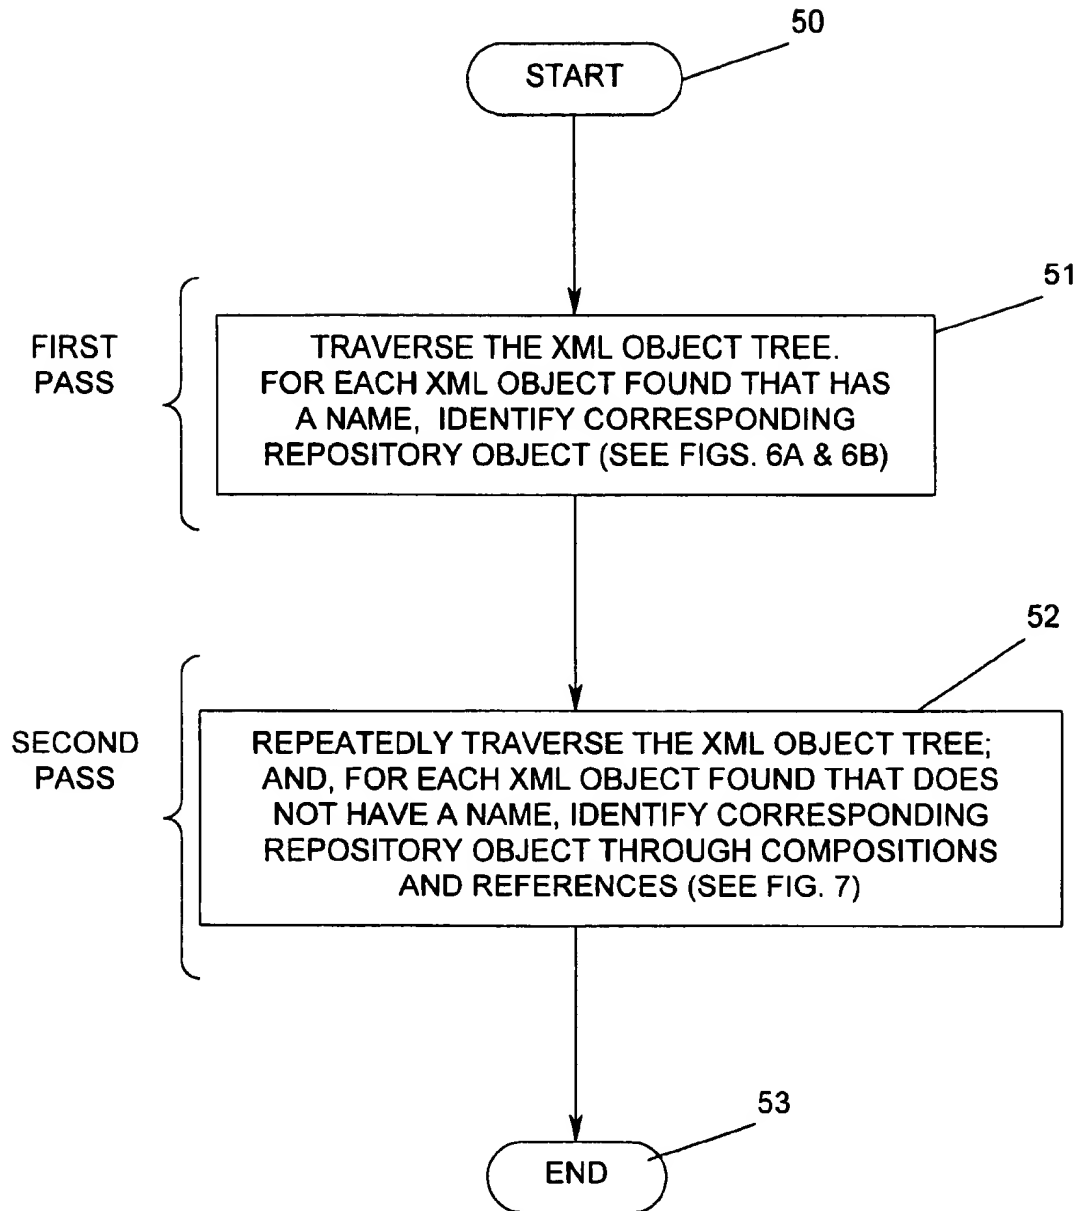 50
START
51
FIRST
PASS
TRAVERSE THE XML OBJECT TREE.
FOR EACH XML OBJECT FOUND THAT HAS
A NAME, IDENTIFY CORRESPONDING
REPOSITORY OBJECT (SEE FIGS. 6A & 6B)
52
SECOND
PASS
REPEATEDLY TRAVERSE THE XML OBJECT TREE;
AND, FOR EACH XML OBJECT FOUND THAT DOES
NOT HAVE A NAME, IDENTIFY CORRESPONDING
REPOSITORY OBJECT THROUGH COMPOSITIONS
AND REFERENCES (SEE FIG. 7)
53
END